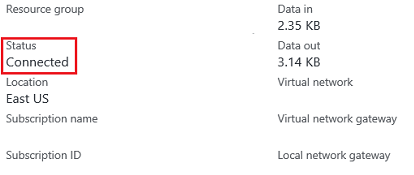 Resource group
Data in
2.35 KB
Status
Connected
Data out
3.14 KB
Location
East US
Virtual network
Subscription name
Virtual network gateway
Subscription ID
Local network gateway